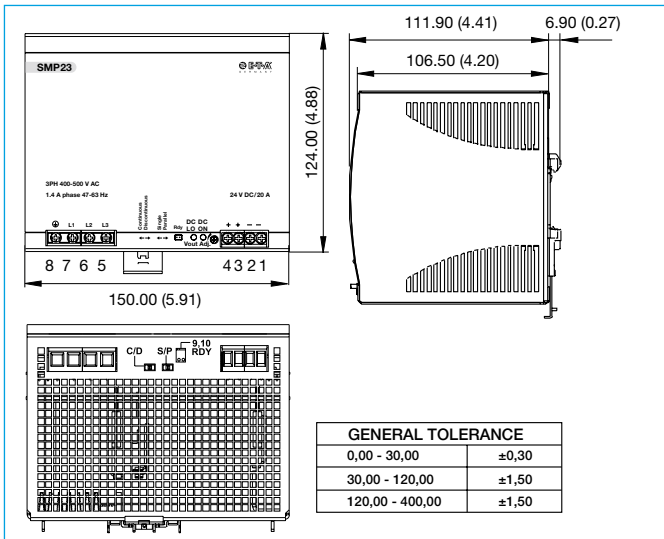 111.90 (4.41)
6.90 (0.27)
106.50 (4.20)
SMP23
E-T-A
GERMANY
124.00 (4.88)
3PH 400-500 V AC
1.4 A phase 47-63 Hz
24 V DC/20 A
Continuous
Discontinuous
Single
Parallel
Rdy
DC LO
DC ON
Vout Adj.
L1 L2 L3
+ + − −
8 7 6 5
4 3 2 1
150.00 (5.91)
C/D
S/P
9,10
RDY
GENERAL TOLERANCE
0,00 - 30,00 ±0,30
30,00 - 120,00 ±1,50
120,00 - 400,00 ±1,50